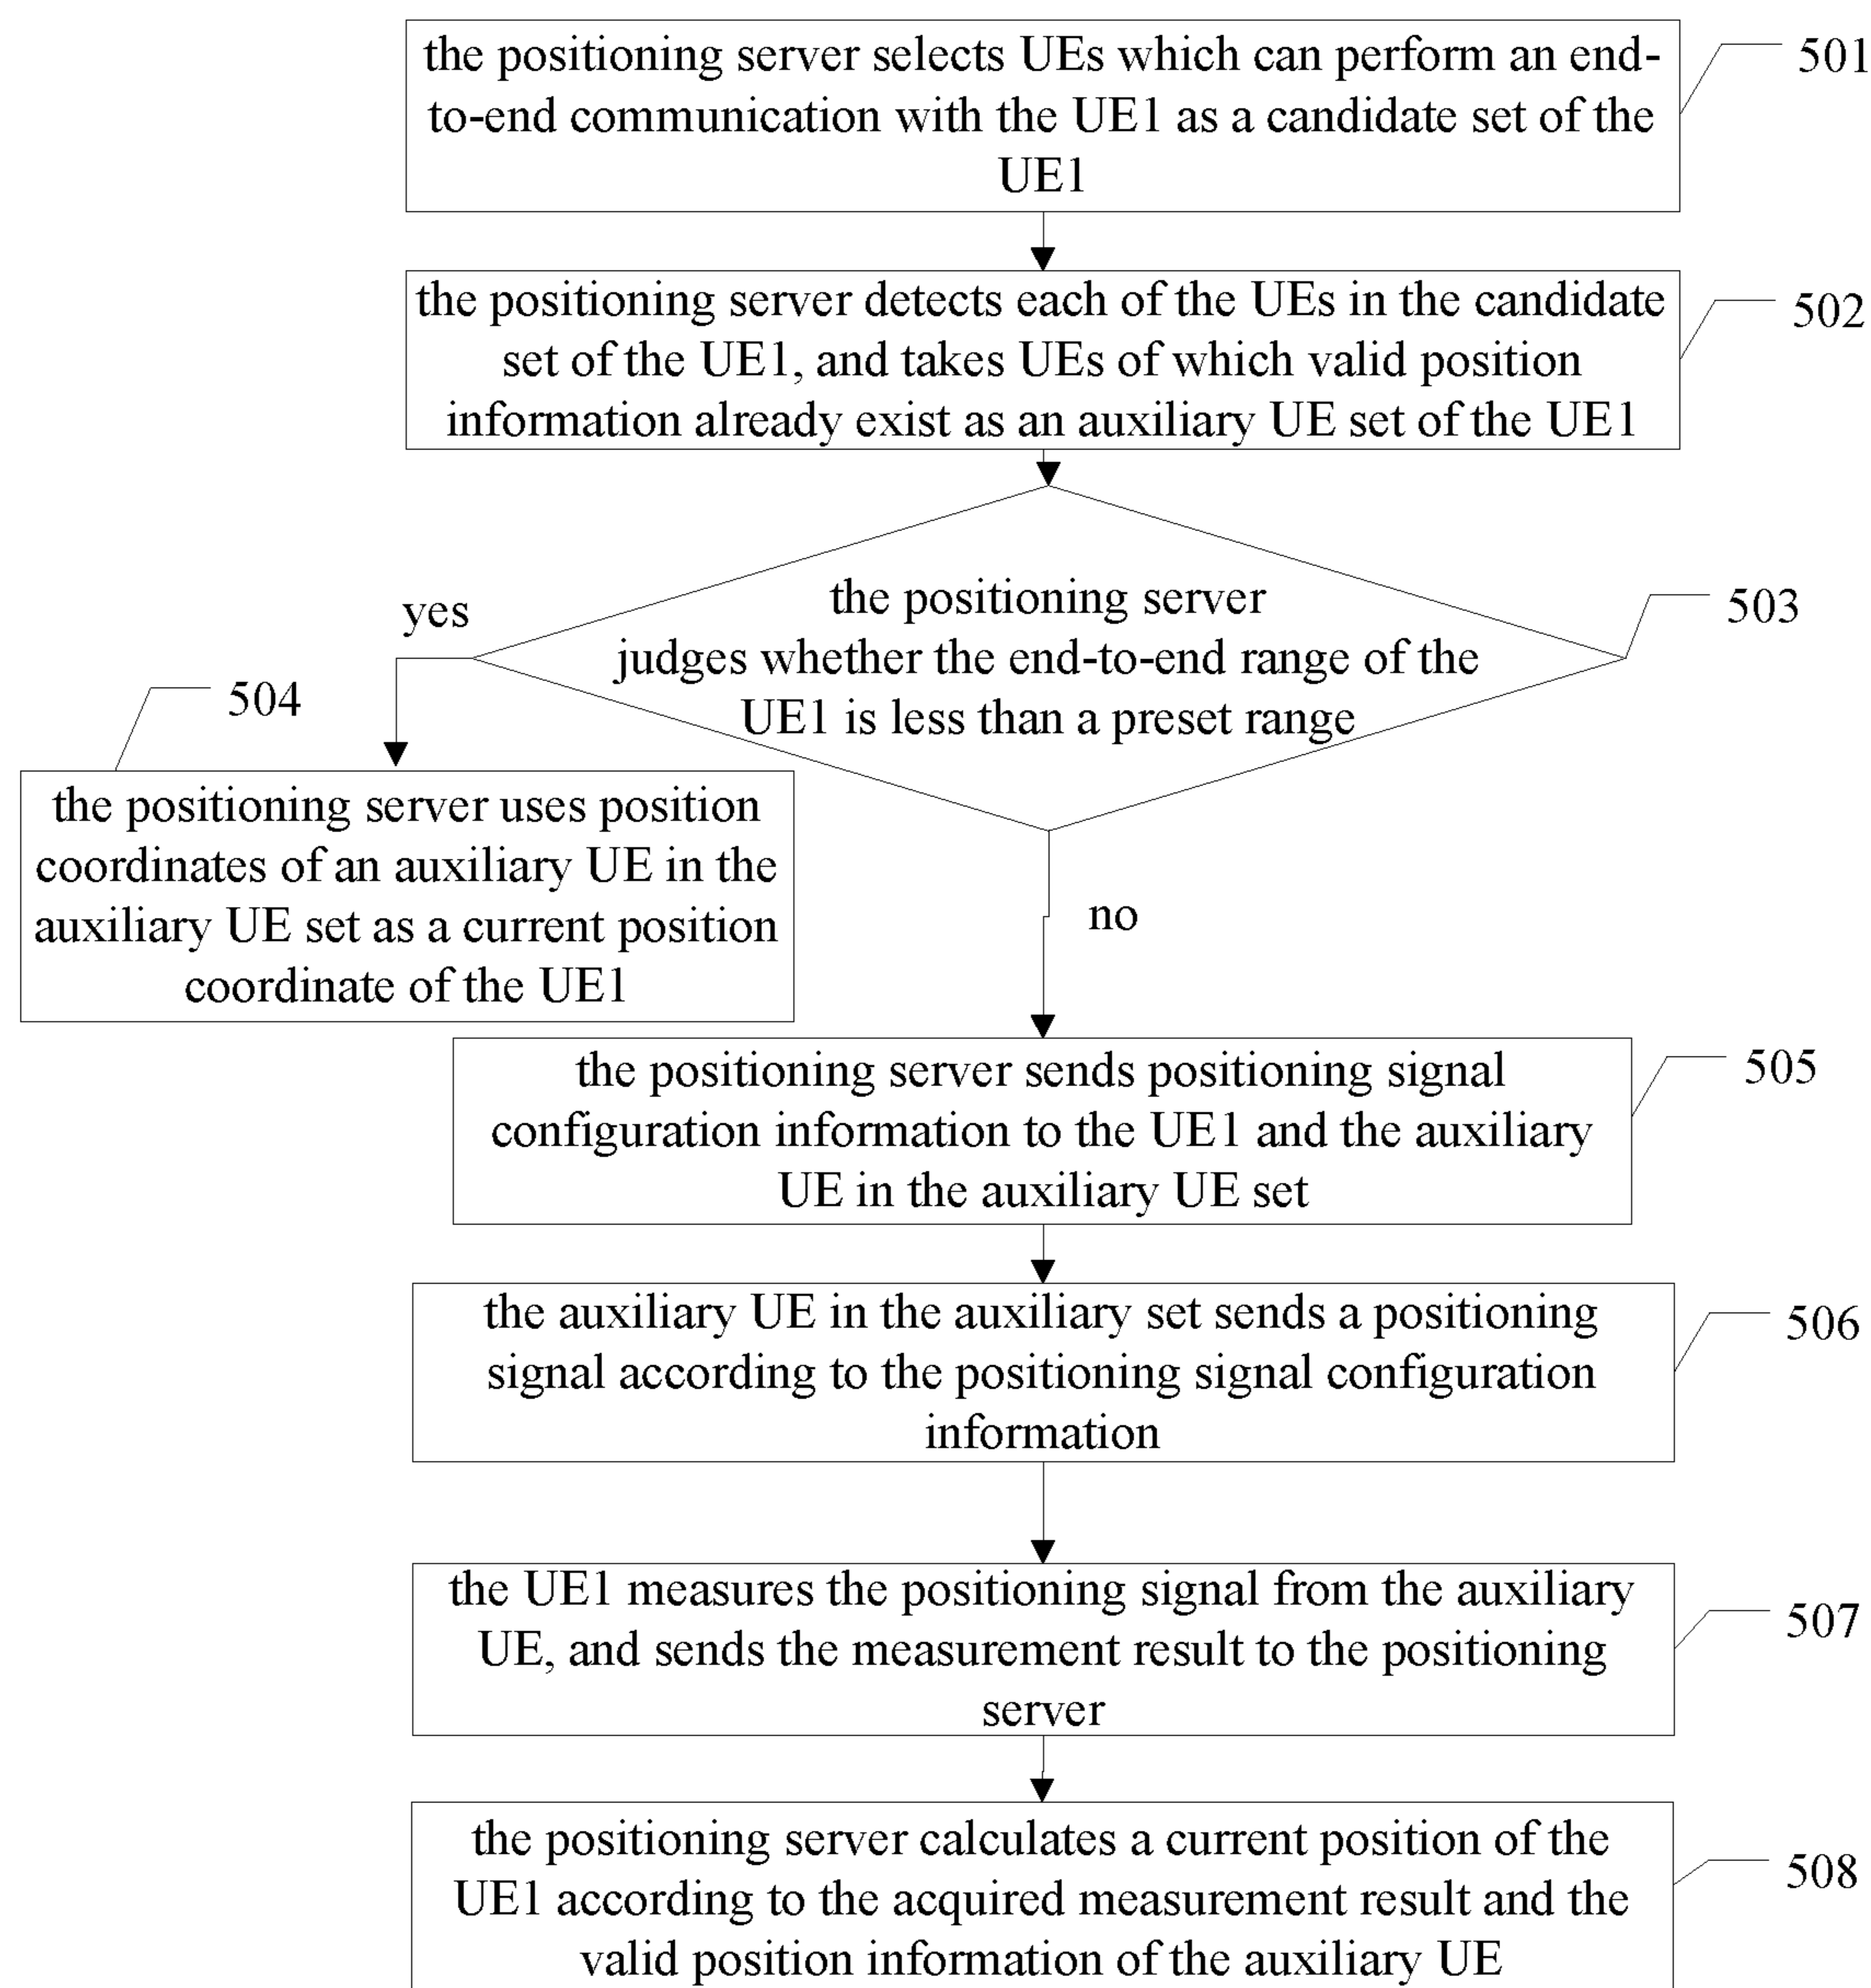 the positioning server selects UEs which can perform an end-
to-end communication with the UE1 as a candidate set of the
UE1
501
the positioning server detects each of the UEs in the candidate
set of the UE1, and takes UEs of which valid position
information already exist as an auxiliary UE set of the UE1
502
the positioning server
judges whether the end-to-end range of the
UE1 is less than a preset range
503
yes
504
the positioning server uses position
coordinates of an auxiliary UE in the
auxiliary UE set as a current position
coordinate of the UE1
no
the positioning server sends positioning signal
configuration information to the UE1 and the auxiliary
UE in the auxiliary UE set
505
the auxiliary UE in the auxiliary set sends a positioning
signal according to the positioning signal configuration
information
506
the UE1 measures the positioning signal from the auxiliary
UE, and sends the measurement result to the positioning
server
507
the positioning server calculates a current position of the
UE1 according to the acquired measurement result and the
valid position information of the auxiliary UE
508